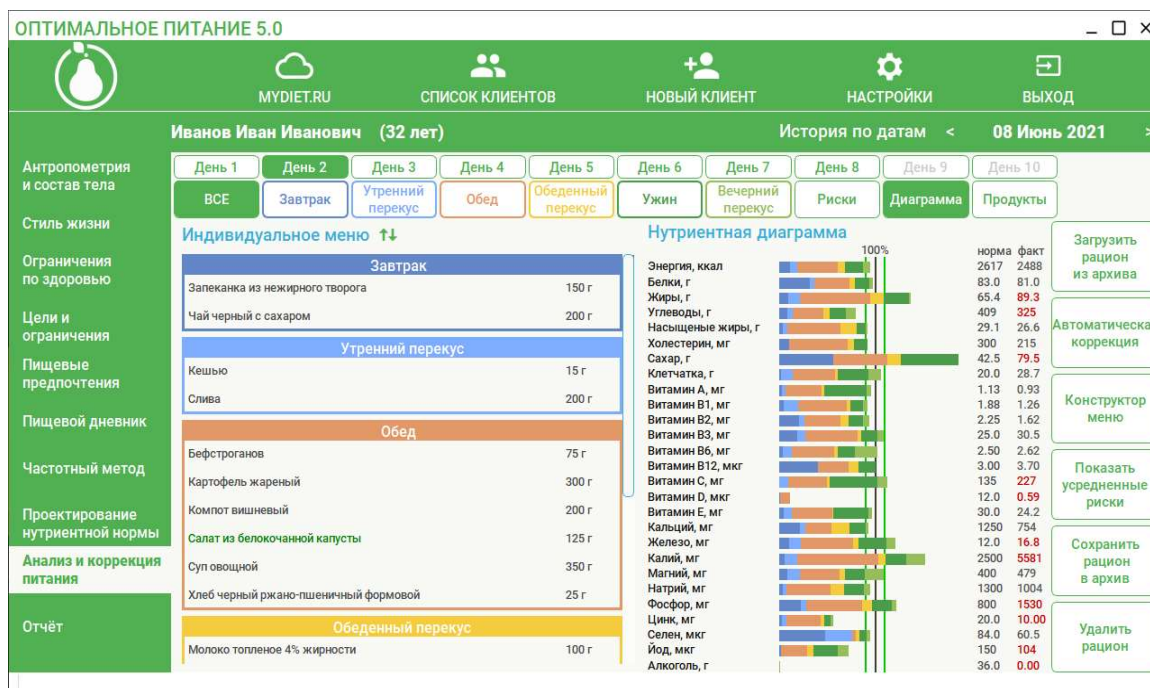 ОПТИМАЛЬНОЕ ПИТАНИЕ 5.0
MYDIET.RU
СПИСОК КЛИЕНТОВ
НОВЫЙ КЛИЕНТ
НАСТРОЙКИ
ВЫХОД
Иванов Иван Иванович (32 лет)
История по датам < 08 Июнь 2021 >
Антропометрия
и состав тела
Стиль жизни
Ограничения
по здоровью
Цели и
ограничения
Пищевые
предпочтения
Пищевой дневник
Частотный метод
Проектирование
нутриентной нормы
Анализ и коррекция
питания
Отчёт
День 1 День 2 День 3 День 4 День 5 День 6 День 7 День 8 День 9 День 10
ВСЕ
Завтрак
Утренний
перекус
Обед
Обеденный
перекус
Ужин
Вечерний
перекус
Риски
Диаграмма
Продукты
Индивидуальное меню
Завтрак
Запеканка из нежирного творога 150 г
Чай черный с сахаром 200 г
Утренний перекус
Кешью 15 г
Слива 200 г
Обед
Бефстроганов 75 г
Картофель жареный 300 г
Компот вишневый 200 г
Салат из белокочанной капусты 125 г
Суп овощной 350 г
Хлеб черный ржано-пшеничный формовой 25 г
Обеденный перекус
Молоко топленое 4% жирности 100 г
Нутриентная диаграмма
100% норма факт
Энергия, ккал 2617 2488
Белки, г 83.0 81.0
Жиры, г 65.4 89.3
Углеводы, г 409 325
Насыщеные жиры, г 29.1 26.6
Холестерин, мг 300 215
Сахар, г 42.5 79.5
Клетчатка, г 20.0 28.7
Витамин A, мг 1.13 0.93
Витамин B1, мг 1.88 1.26
Витамин B2, мг 2.25 1.62
Витамин B3, мг 25.0 30.5
Витамин B6, мг 2.50 2.62
Витамин B12, мкг 3.00 3.70
Витамин C, мг 135 227
Витамин D, мкг 12.0 0.59
Витамин E, мг 30.0 24.2
Кальций, мг 1250 754
Железо, мг 12.0 16.8
Калий, мг 2500 5581
Магний, мг 400 479
Натрий, мг 1300 1004
Фосфор, мг 800 1530
Цинк, мг 20.0 10.00
Селен, мкг 84.0 60.5
Йод, мкг 150 104
Алкоголь, г 36.0 0.00
Загрузить
рацион
из архива
Автоматическа
коррекция
Конструктор
меню
Показать
усредненные
риски
Сохранить
рацион
в архив
Удалить
рацион